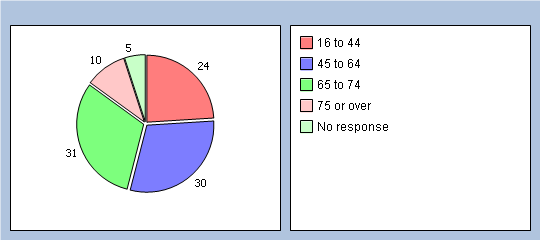 5
10
24
31
30
16 to 44
45 to 64
65 to 74
75 or over
No response